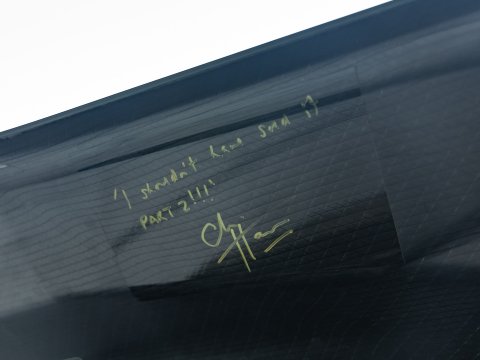 "I shouldn't have sold it
PART 2!!!"